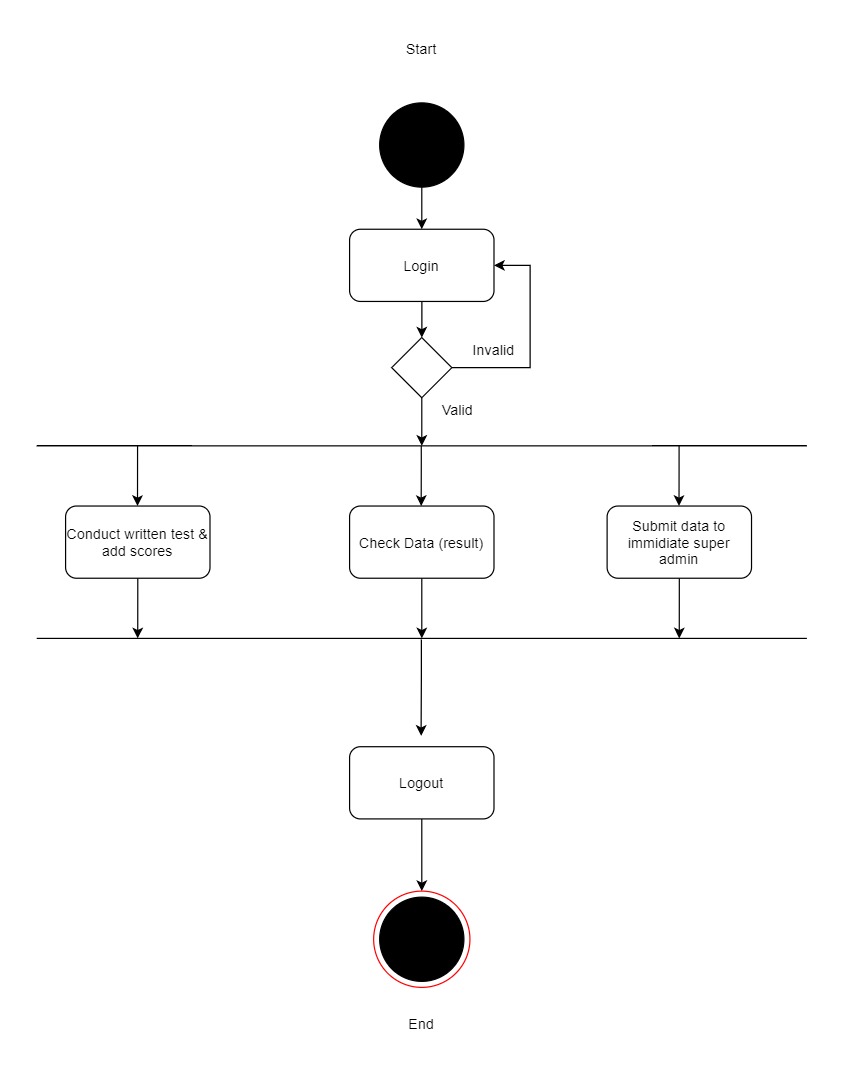 Start
Login
Invalid
Valid
Conduct written test &
add scores
Check Data (result)
Submit data to
immidiate super
admin
Logout
End